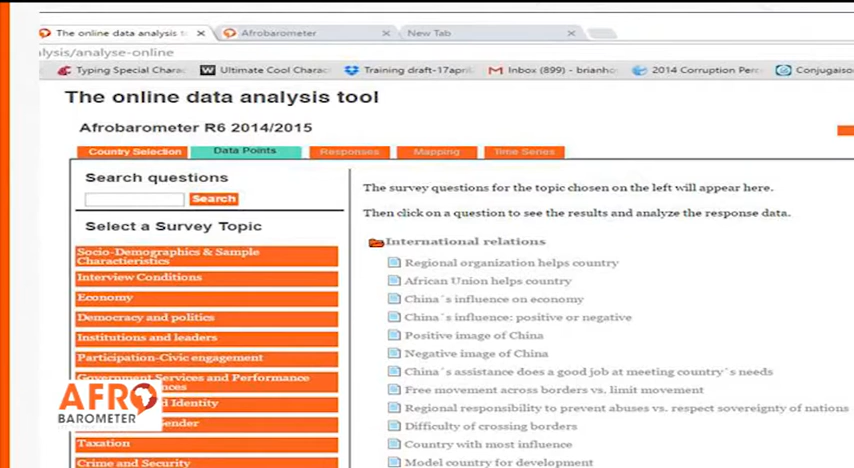 The online data analysis t
Afrobarometer
New Tab
lysis/analyse-online
Typing Special Charac
Ultimate Cool Charact
Training draft-17april
Inbox (899) - brianho
2014 Corruption Perc
Conjugaiso
The online data analysis tool
Afrobarometer R6 2014/2015
Country Selection
Data Points
Responses
Mapping
Time Series
Search questions
Search
Select a Survey Topic
Socio-Demographics & Sample
Characteristics
Interview Conditions
Economy
Democracy and politics
Institutions and leaders
Participation-Civic engagement
Government Services and Performance
nces
d Identity
ender
Taxation
Crime and Security
The survey questions for the topic chosen on the left will appear here.
Then click on a question to see the results and analyze the response data.
International relations
Regional organization helps country
African Union helps country
China´s influence on economy
China´s influence: positive or negative
Positive image of China
Negative image of China
China´s assistance does a good job at meeting country´s needs
Free movement across borders vs. limit movement
Regional responsibility to prevent abuses vs. respect sovereignty of nations
Difficulty of crossing borders
Country with most influence
Model country for development
AFRO
BAROMETER